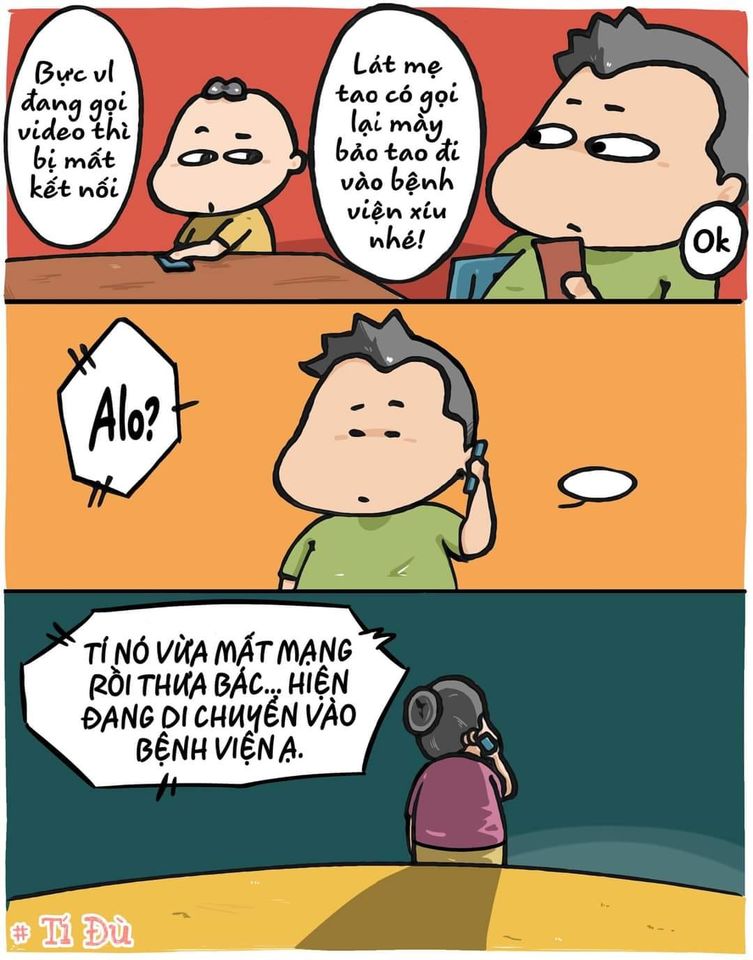 Bực vl
đang gọi
video thì
bị mất
kết nối
Lát mẹ
tao có gọi
lại mày
bảo tao đi
vào bệnh
viện xíu
nhé!
Ok
Alo?
TÍ NÓ VỪA MẤT MẠNG
RỒI THƯA BÁC... HIỆN
ĐANG DI CHUYỂN VÀO
BỆNH VIỆN Ạ.
# Tí Đù